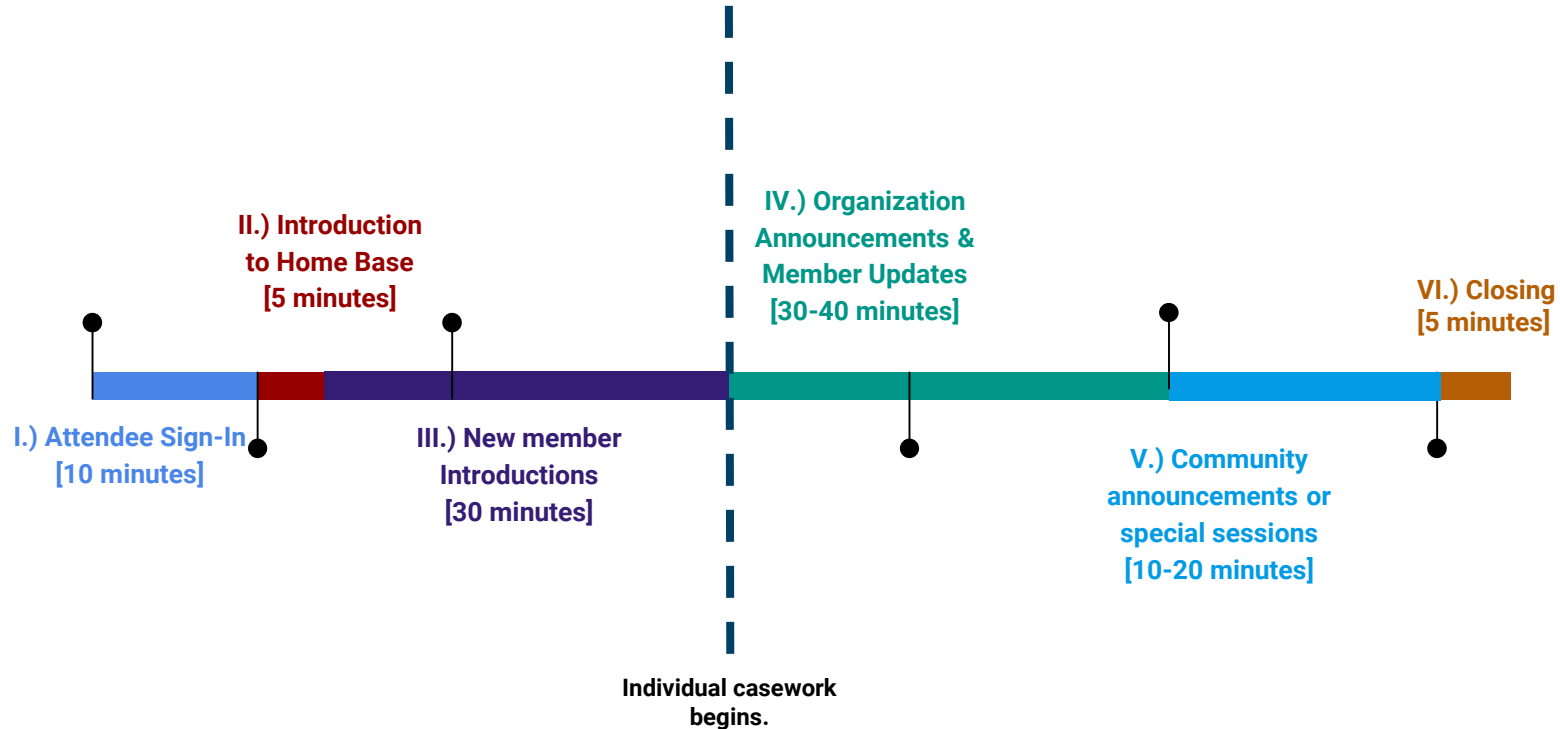 I.) Attendee Sign-In
[10 minutes]
II.) Introduction
to Home Base
[5 minutes]
III.) New member
Introductions
[30 minutes]
IV.) Organization
Announcements &
Member Updates
[30-40 minutes]
V.) Community
announcements or
special sessions
[10-20 minutes]
VI.) Closing
[5 minutes]
Individual casework
begins.